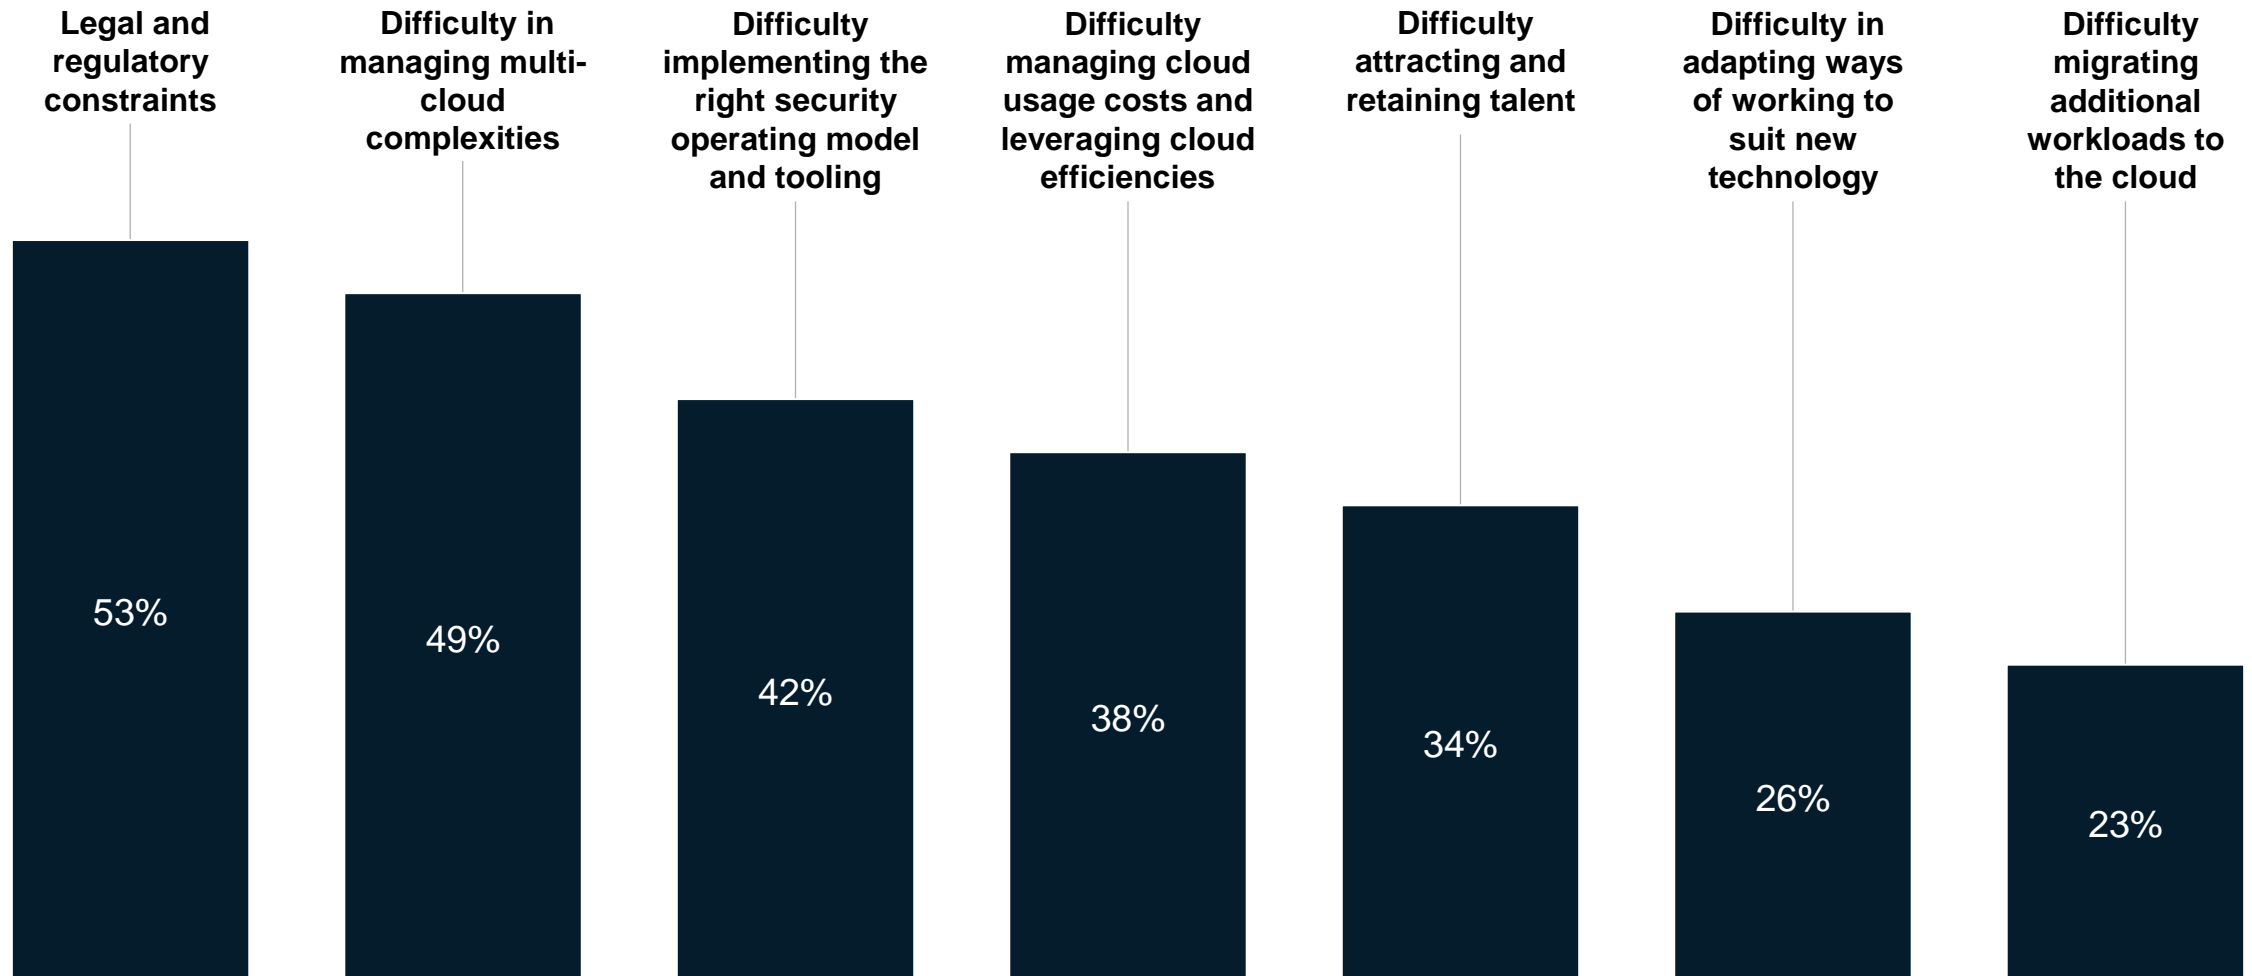 Legal and
regulatory
constraints
Difficulty in
managing multi-
cloud
complexities
Difficulty
implementing the
right security
operating model
and tooling
Difficulty
managing cloud
usage costs and
leveraging cloud
efficiencies
Difficulty
attracting and
retaining talent
Difficulty in
adapting ways
of working to
suit new
technology
Difficulty
migrating
additional
workloads to
the cloud
53%
49%
42%
38%
34%
26%
23%